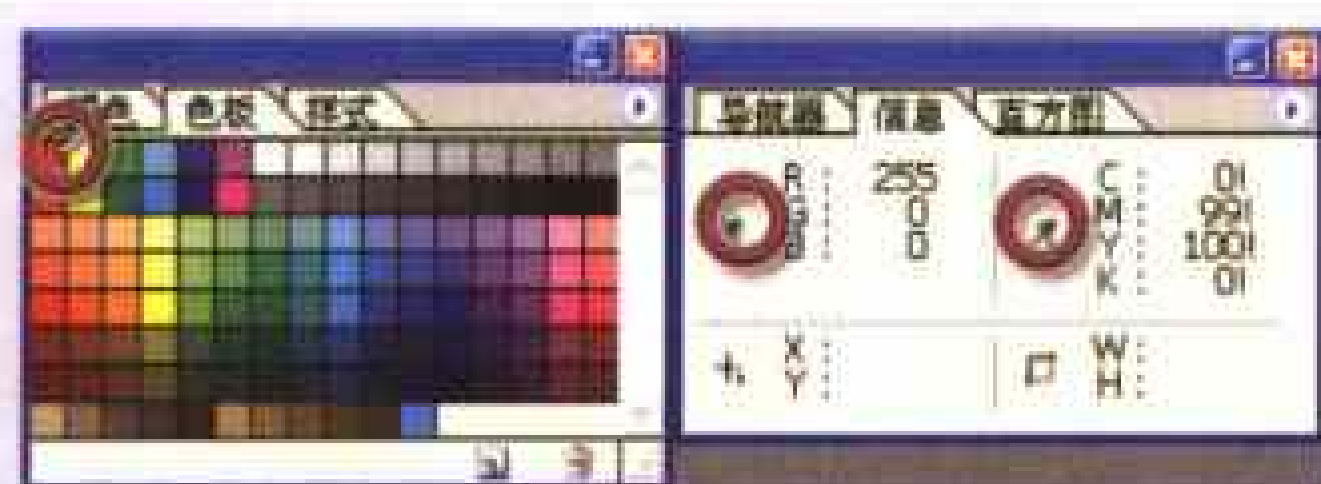 色 色板 样式
导航器 信息 直方图
R : 255
G : 0
B : 0
C : 0!
M : 99!
Y : 100!
K : 0!
X :
Y :
W :
H :